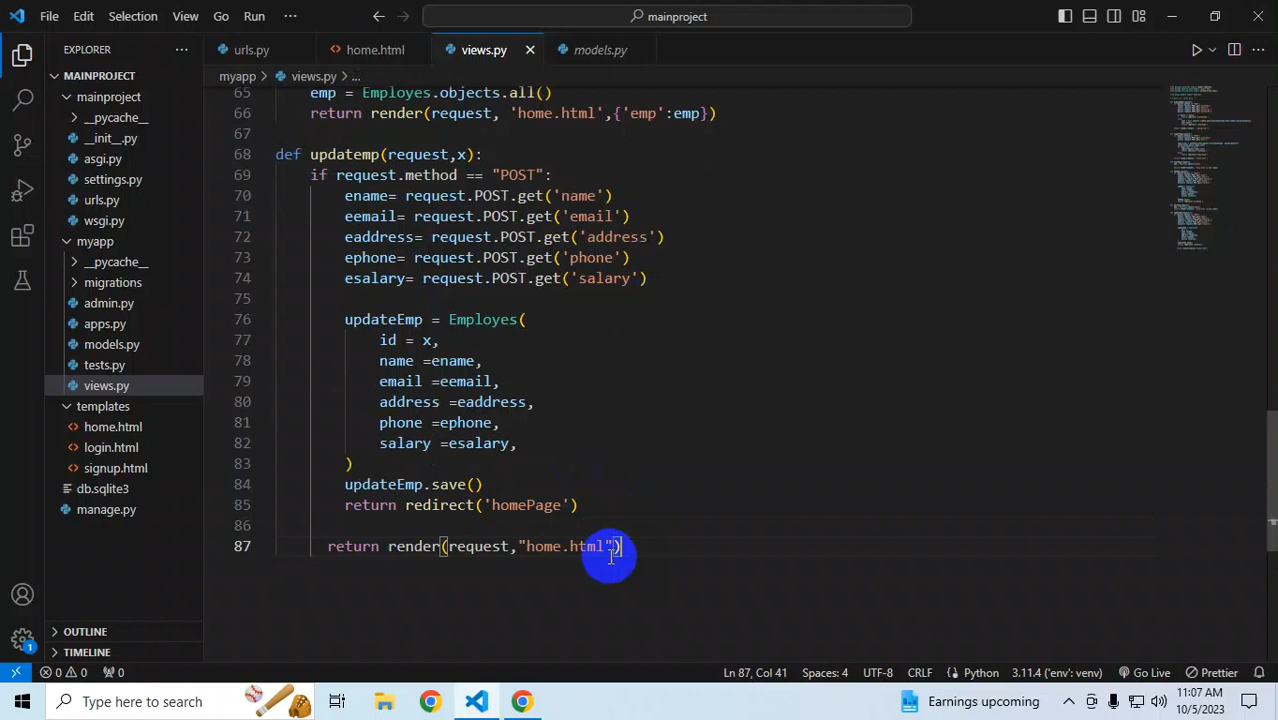 File Edit Selection View Go Run ··· mainproject
EXPLORER ···
urls.py home.html views.py models.py
MAINPROJECT
myapp > views.py > ...
mainproject
__pycache__
__init__.py
asgi.py
settings.py
urls.py
wsgi.py
myapp
__pycache__
migrations
admin.py
apps.py
models.py
tests.py
views.py
templates
home.html
login.html
signup.html
db.sqlite3
manage.py
OUTLINE
TIMELINE
65 emp = Employes.objects.all()
66 return render(request, 'home.html',{'emp':emp})
67
68 def updatemp(request,x):
69 if request.method == "POST":
70 ename= request.POST.get('name')
71 eemail= request.POST.get('email')
72 eaddress= request.POST.get('address')
73 ephone= request.POST.get('phone')
74 esalary= request.POST.get('salary')
75
76 updateEmp = Employes(
77 id = x,
78 name =ename,
79 email =eemail,
80 address =eaddress,
81 phone =ephone,
82 salary =esalary,
83 )
84 updateEmp.save()
85 return redirect('homePage')
86
87 return render(request,"home.html")
1
0 0 0 Ln 87, Col 41 Spaces: 4 UTF-8 CRLF Python 3.11.4 ('env': venv) Go Live Prettier
Type here to search Earnings upcoming 11:07 AM
10/5/2023